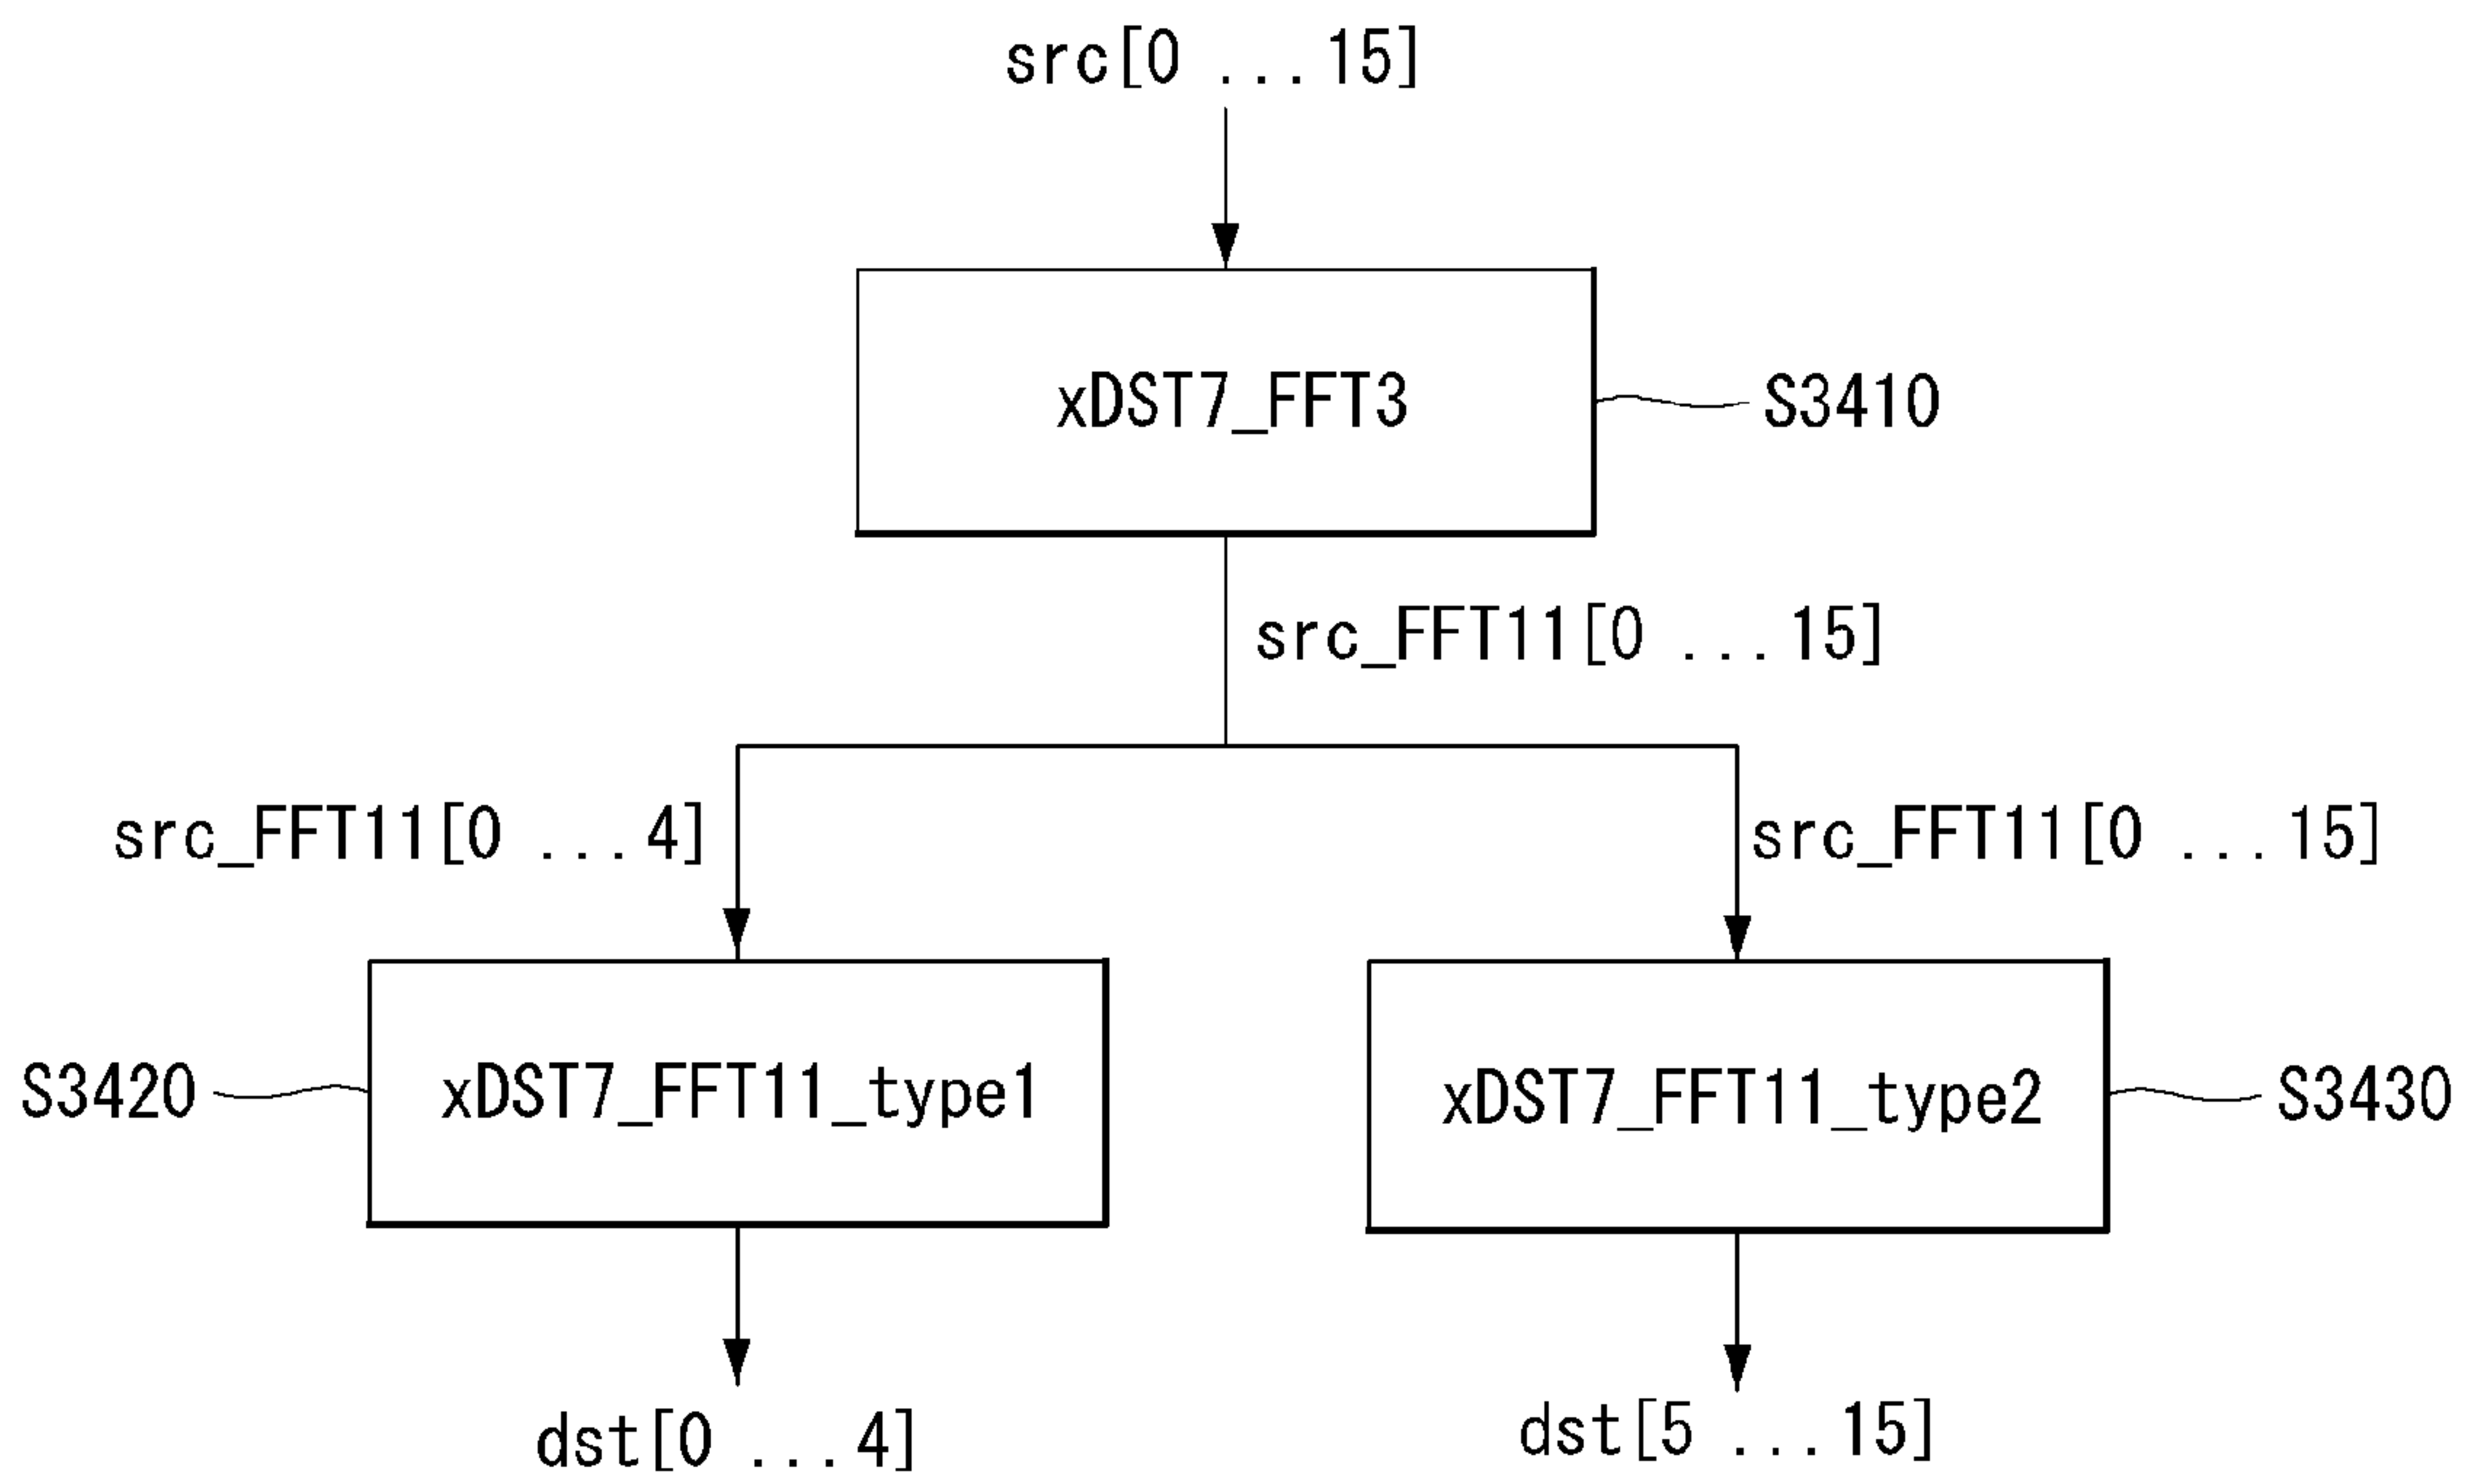 src[0 ...15]
xDST7_FFT3
S3410
src_FFT11[0 ...15]
src_FFT11[0 ...4]
src_FFT11[0 ...15]
S3420
xDST7_FFT11_type1
xDST7_FFT11_type2
S3430
dst[0 ...4]
dst[5 ...15]